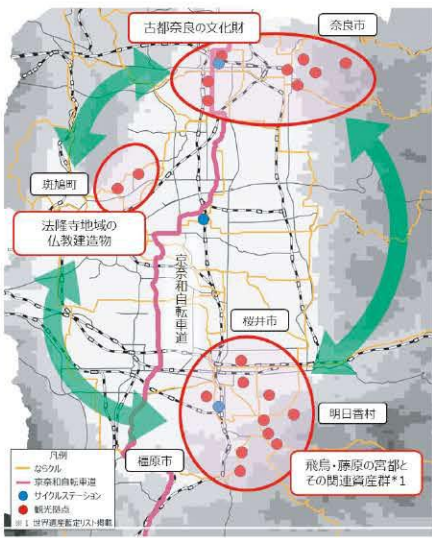 古都奈良の文化財
奈良市
斑鳩町
法隆寺地域の
仏教建造物
京奈和自転車道
桜井市
明日香村
橿原市
飛鳥・藤原の宮都と
その関連資産群*1
凡例
ならクル
京奈和自転車道
サイクルステーション
観光拠点
※1 世界遺産暫定リスト掲載